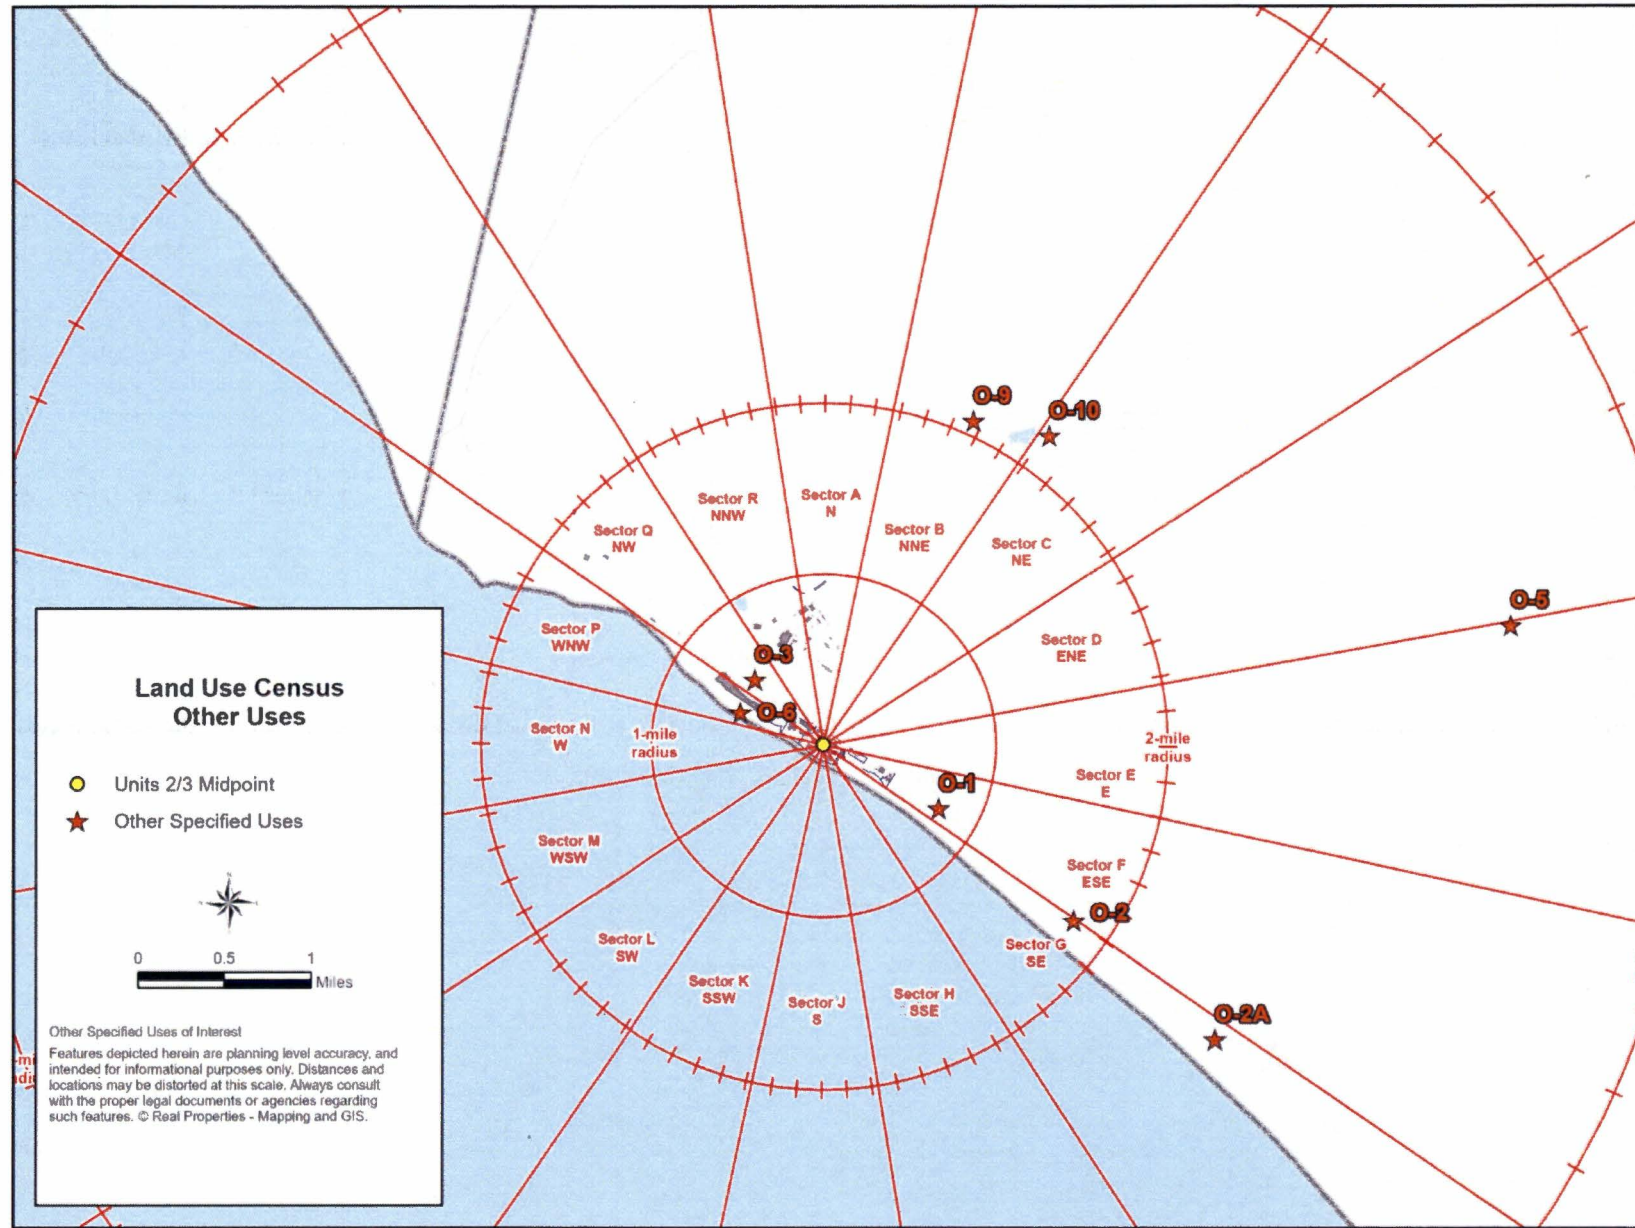 O-9
O-10
Sector A
N
Sector R
NNW
Sector B
NNE
Sector Q
NW
Sector C
NE
O-5
Sector P
WNW
Sector D
ENE
O-3
O-6
Sector N
W
1-mile
radius
2-mile
radius
Sector E
E
O-1
Sector M
WSW
Sector F
ESE
O-2
Sector L
SW
Sector G
SE
Sector K
SSW
Sector J
S
Sector H
SSE
O-2A
Land Use Census
Other Uses
Units 2/3 Midpoint
Other Specified Uses
0 0.5 1
Miles
Other Specified Uses of Interest
Features depicted herein are planning level accuracy, and
intended for informational purposes only. Distances and
locations may be distorted at this scale. Always consult
with the proper legal documents or agencies regarding
such features. © Real Properties - Mapping and GIS.